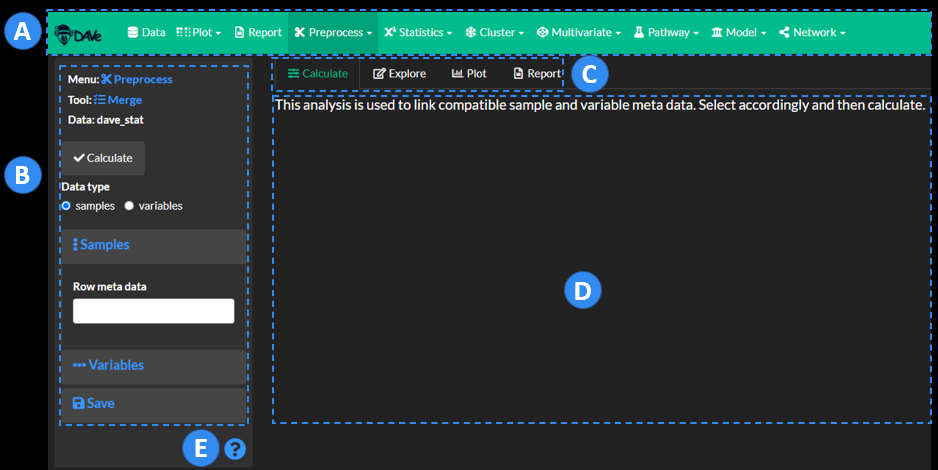 A
DAVe Data Plot Report Preprocess Statistics Cluster Multivariate Pathway Model Network
Calculate Explore Plot Report C
Menu: Preprocess
Tool: Merge
Data: dave_stat
This analysis is used to link compatible sample and variable meta data. Select accordingly and then calculate.
Calculate
B
Data type
samples variables
Samples
Row meta data
D
Variables
Save
E ?